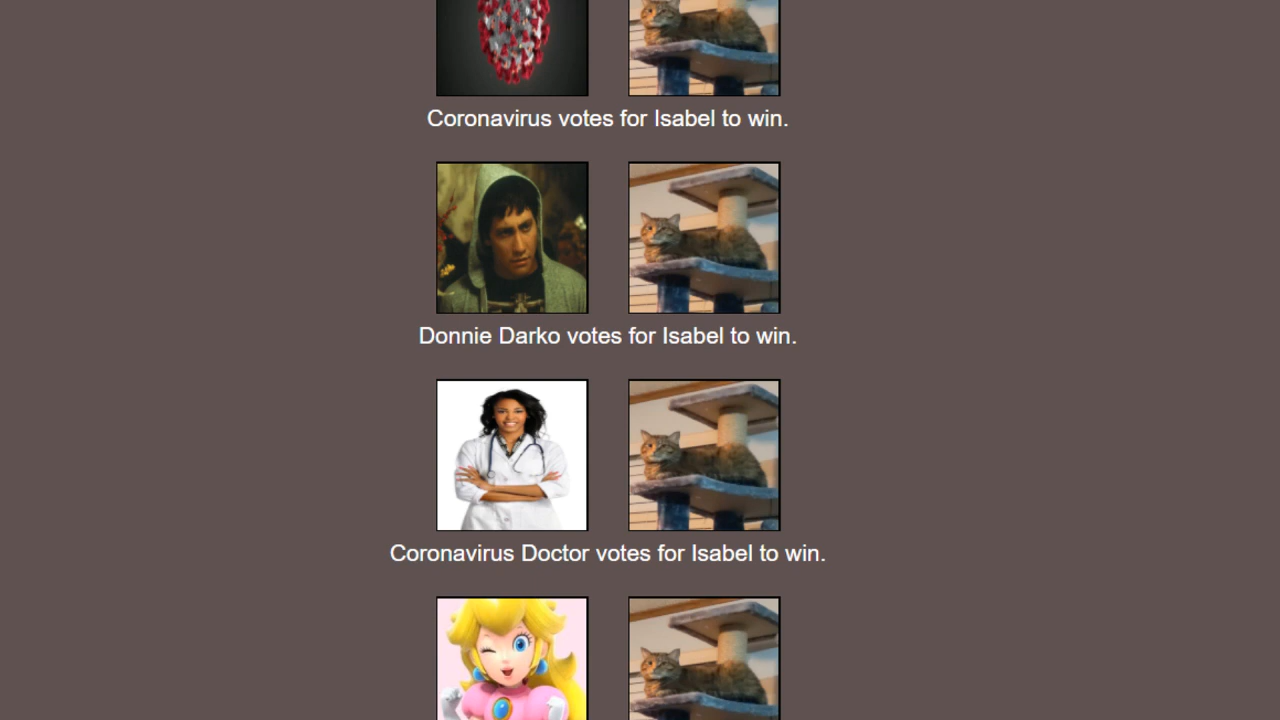 Coronavirus votes for Isabel to win.
Donnie Darko votes for Isabel to win.
Coronavirus Doctor votes for Isabel to win.